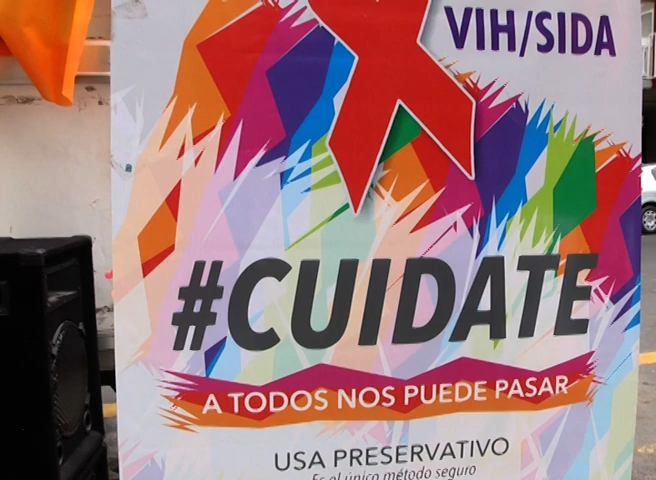 VIH/SIDA
#CUIDATE
A TODOS NOS PUEDE PASAR
USA PRESERVATIVO
Es el único método seguro